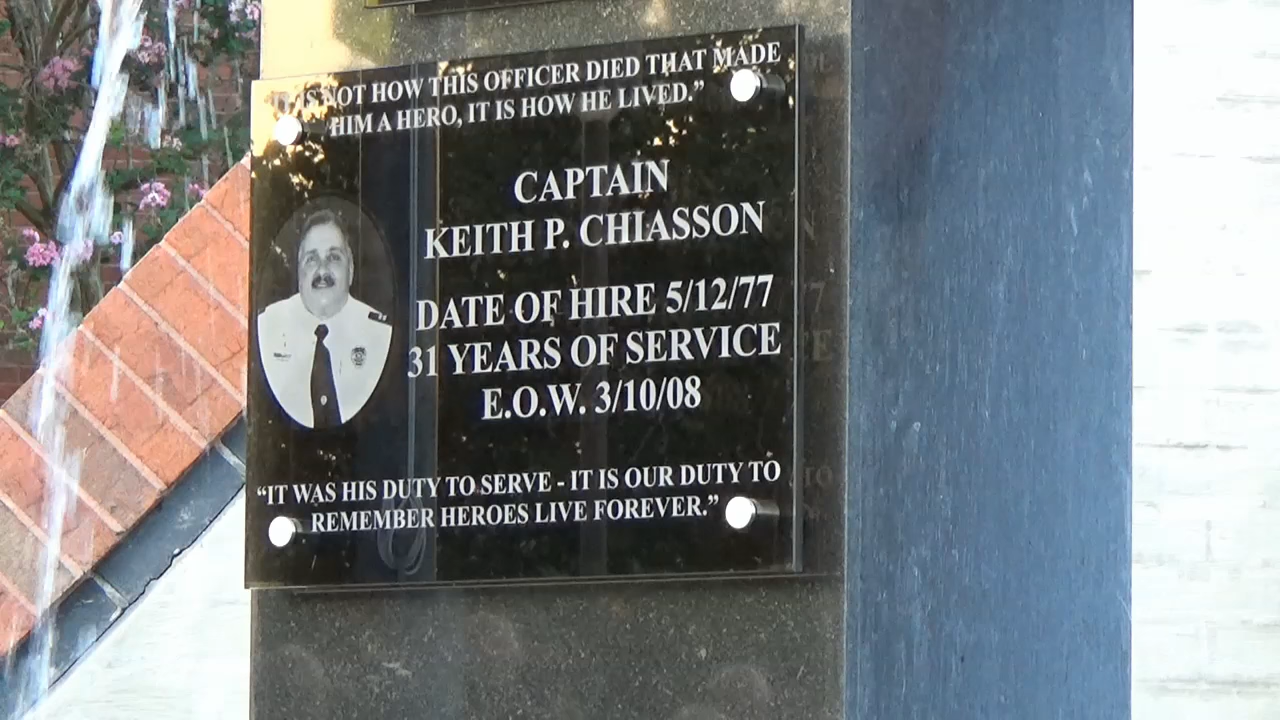 "IT IS NOT HOW THIS OFFICER DIED THAT MADE
HIM A HERO, IT IS HOW HE LIVED."
CAPTAIN
KEITH P. CHIASSON
DATE OF HIRE 5/12/77
31 YEARS OF SERVICE
E.O.W. 3/10/08
"IT WAS HIS DUTY TO SERVE - IT IS OUR DUTY TO
REMEMBER HEROES LIVE FOREVER."